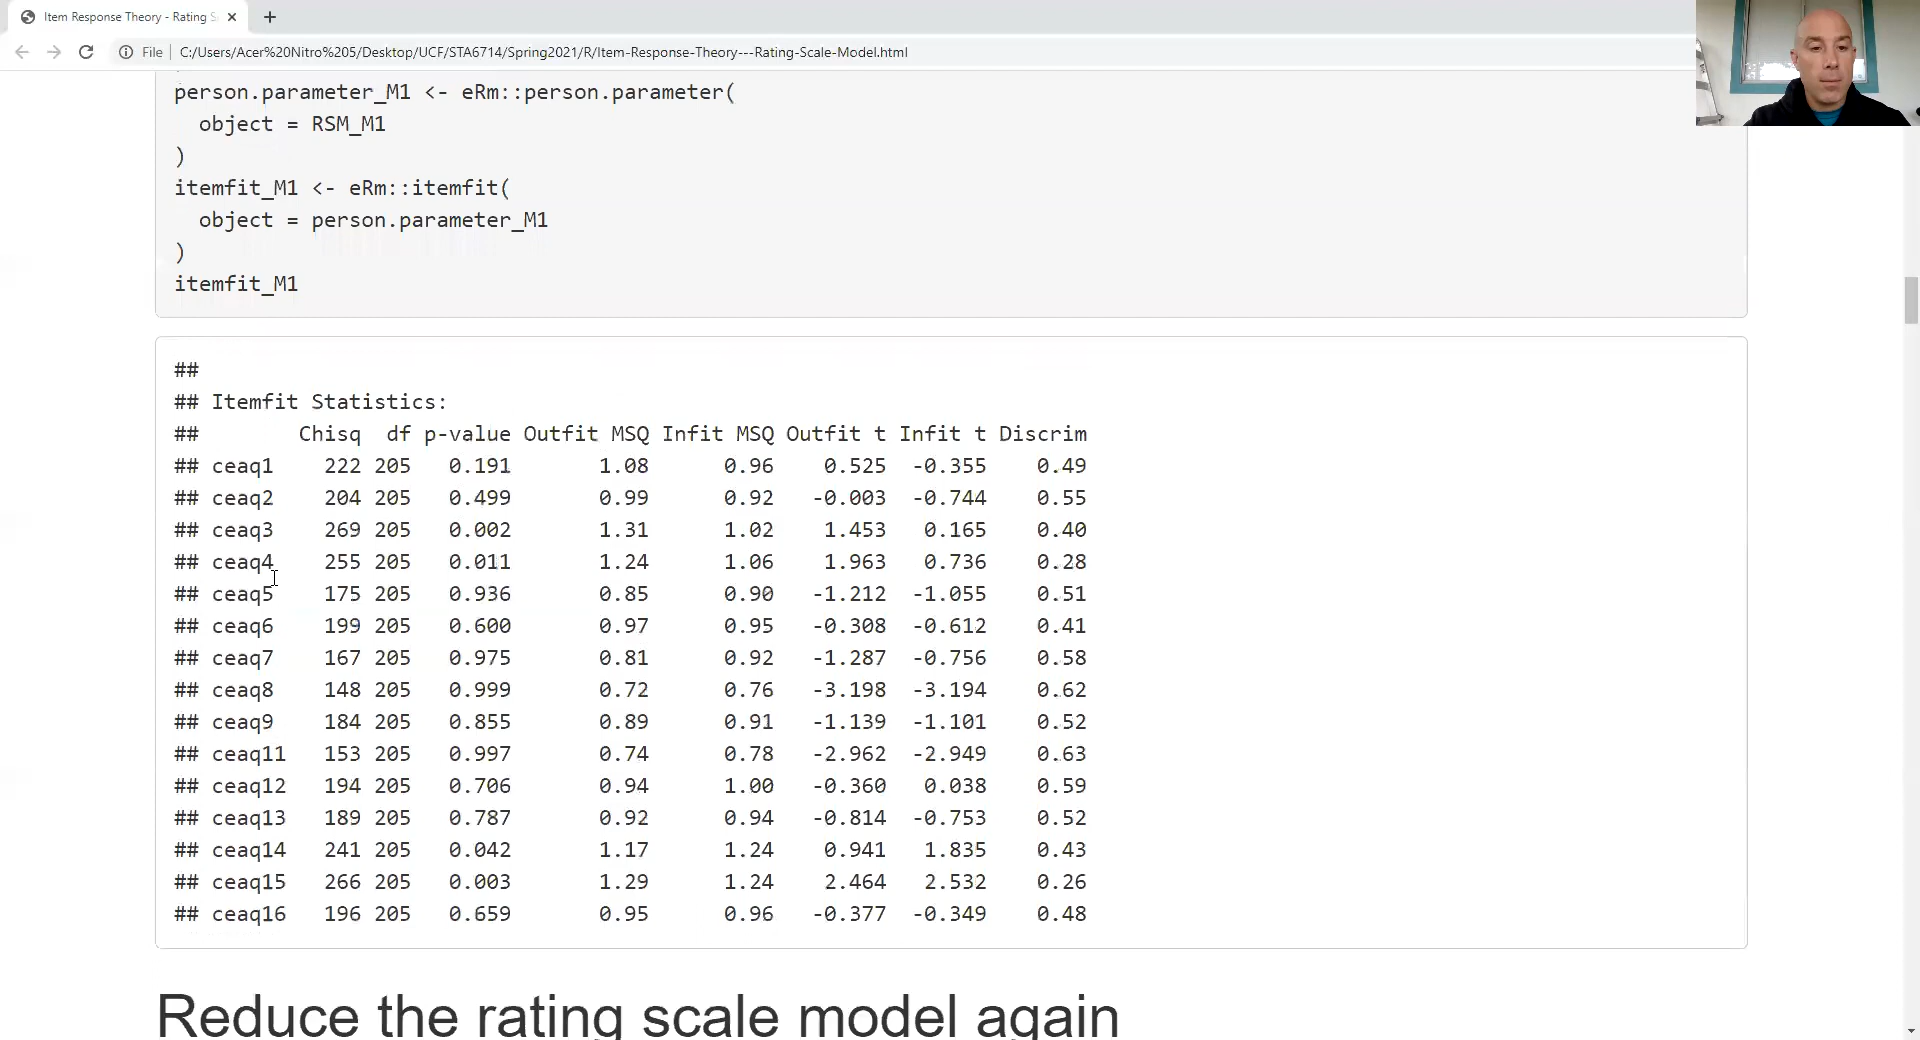 Item Response Theory - Rating S
File C:/Users/Acer%20Nitro%205/Desktop/UCF/STA6714/Spring2021/R/Item-Response-Theory---Rating-Scale-Model.html
person.parameter_M1 <- eRm::person.parameter(
object = RSM_M1
)
itemfit_M1 <- eRm::itemfit(
object = person.parameter_M1
)
itemfit_M1
##
## Itemfit Statistics:
## Chisq df p-value Outfit MSQ Infit MSQ Outfit t Infit t Discrim
## ceaq1 222 205 0.191 1.08 0.96 0.525 -0.355 0.49
## ceaq2 204 205 0.499 0.99 0.92 -0.003 -0.744 0.55
## ceaq3 269 205 0.002 1.31 1.02 1.453 0.165 0.40
## ceaq4 255 205 0.011 1.24 1.06 1.963 0.736 0.28
## ceaq5 175 205 0.936 0.85 0.90 -1.212 -1.055 0.51
## ceaq6 199 205 0.600 0.97 0.95 -0.308 -0.612 0.41
## ceaq7 167 205 0.975 0.81 0.92 -1.287 -0.756 0.58
## ceaq8 148 205 0.999 0.72 0.76 -3.198 -3.194 0.62
## ceaq9 184 205 0.855 0.89 0.91 -1.139 -1.101 0.52
## ceaq11 153 205 0.997 0.74 0.78 -2.962 -2.949 0.63
## ceaq12 194 205 0.706 0.94 1.00 -0.360 0.038 0.59
## ceaq13 189 205 0.787 0.92 0.94 -0.814 -0.753 0.52
## ceaq14 241 205 0.042 1.17 1.24 0.941 1.835 0.43
## ceaq15 266 205 0.003 1.29 1.24 2.464 2.532 0.26
## ceaq16 196 205 0.659 0.95 0.96 -0.377 -0.349 0.48
Reduce the rating scale model again